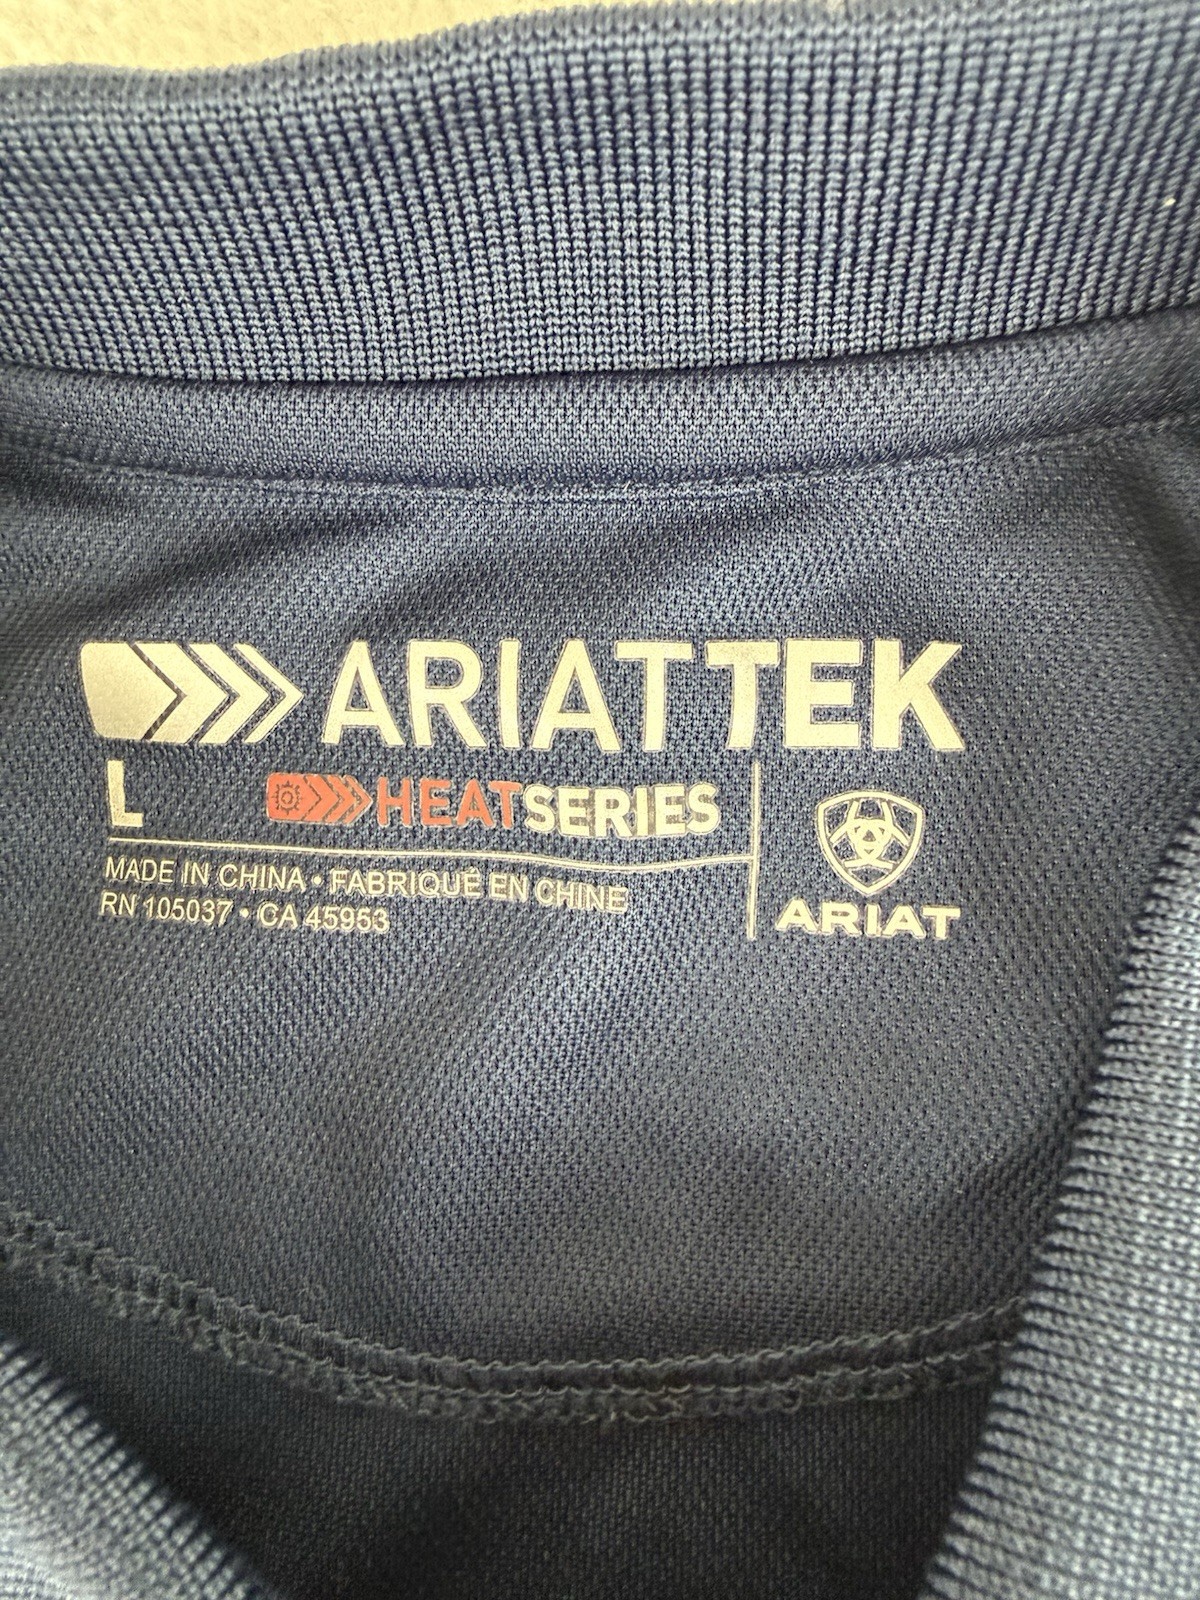 ARIATTEK
L HEATSERIES
MADE IN CHINA • FABRIQUÉ EN CHINE
RN 105037 • CA 45953
ARIAT